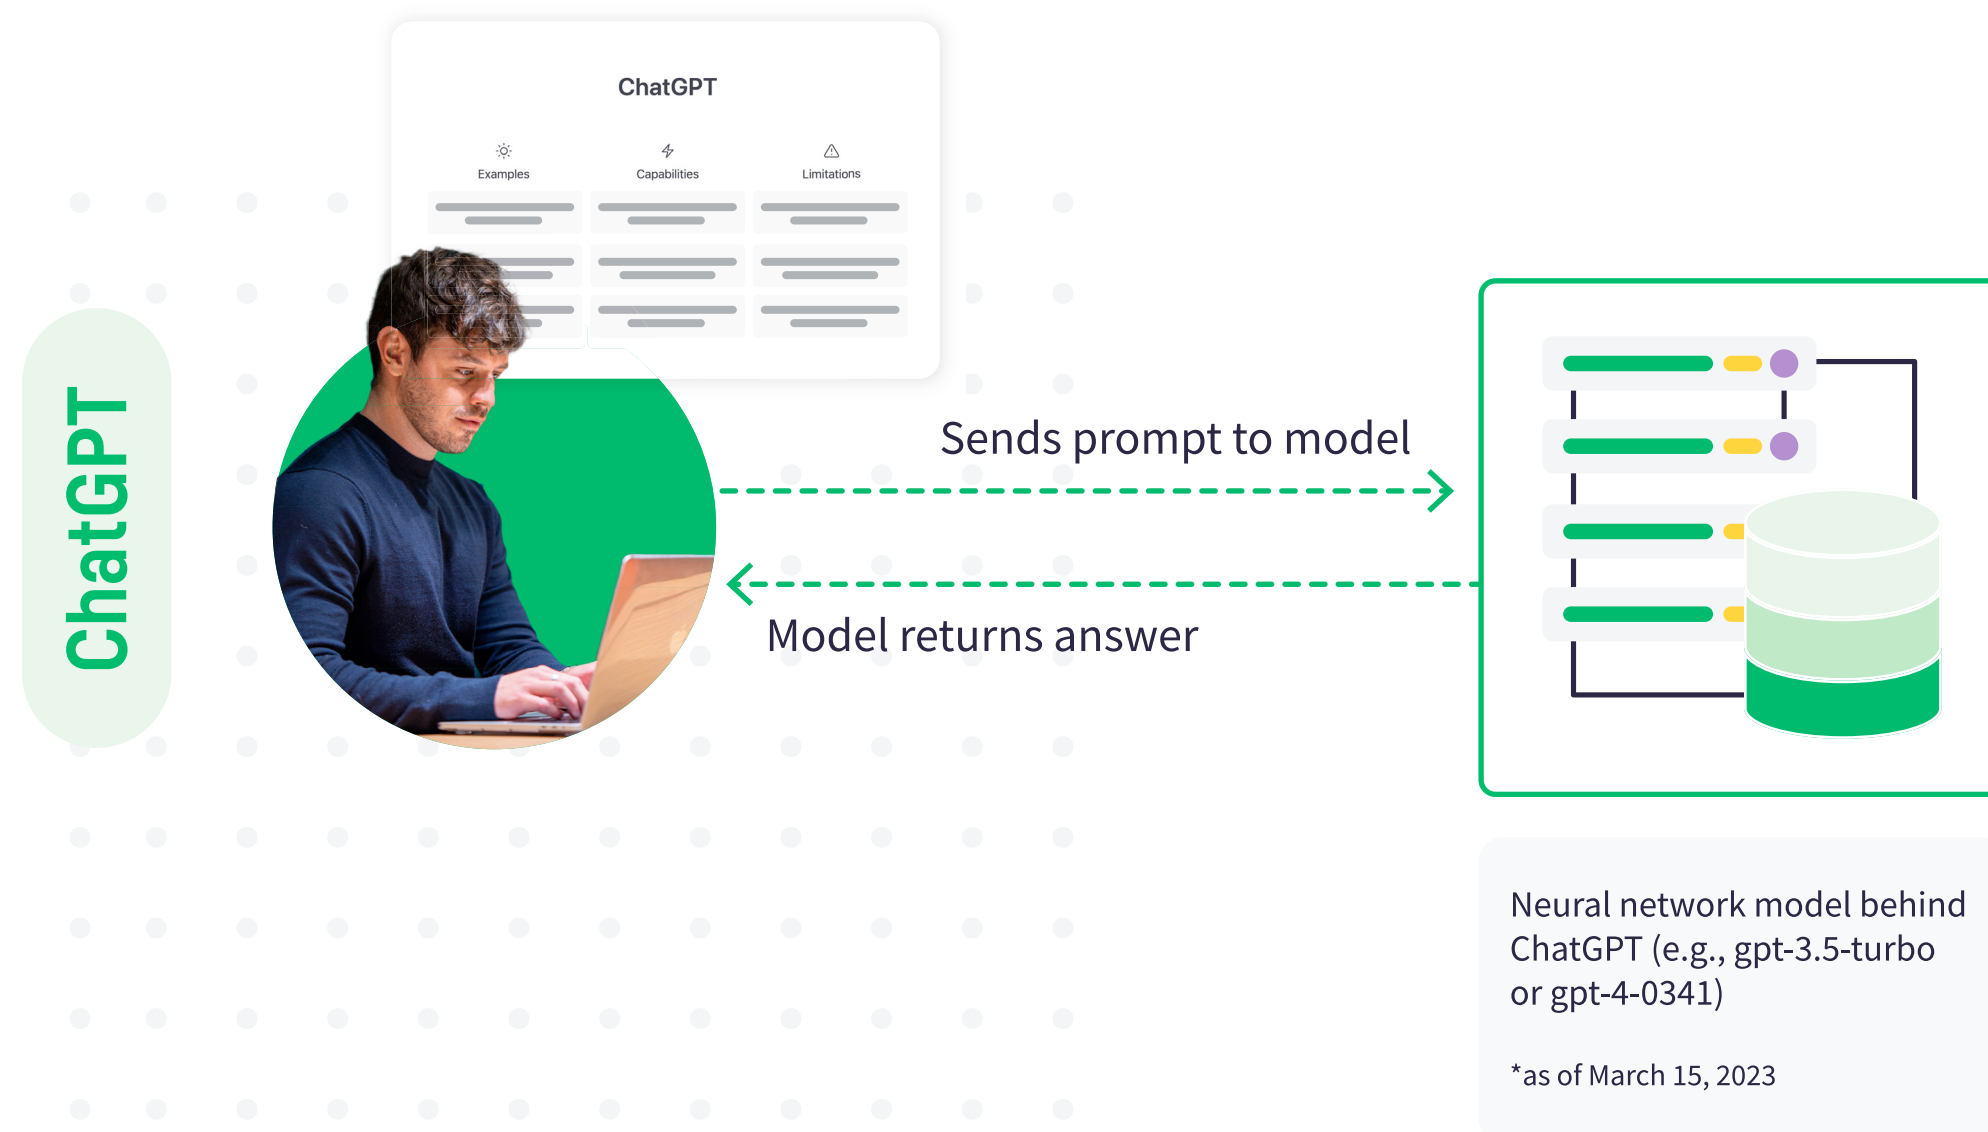 ChatGPT
ChatGPT
Examples
Capabilities
Limitations
Sends prompt to model
Model returns answer
Neural network model behind
ChatGPT (e.g., gpt-3.5-turbo
or gpt-4-0341)
*as of March 15, 2023